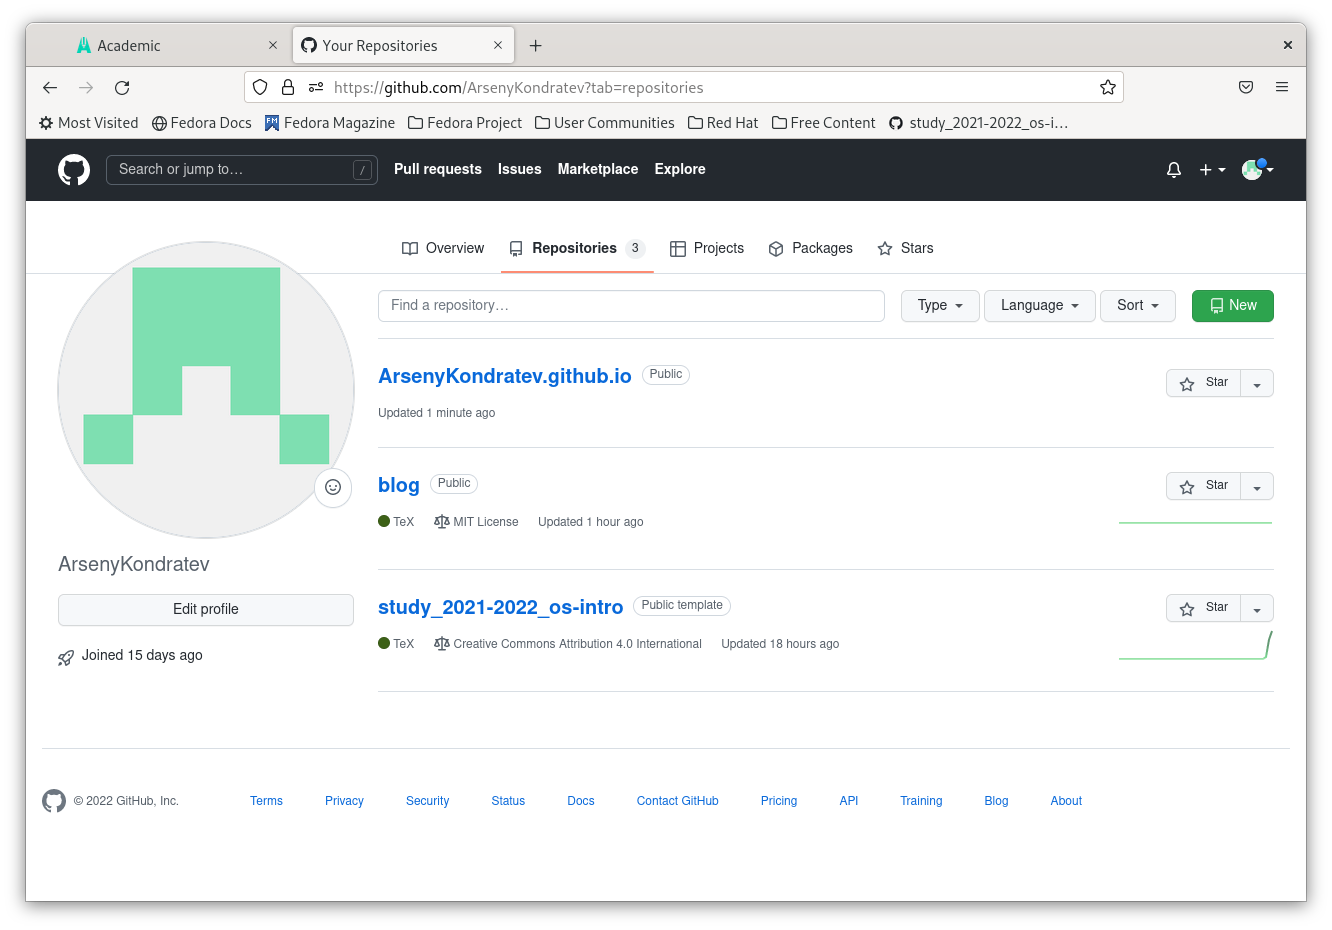 Academic
Your Repositories
https://github.com/ArsenyKondratev?tab=repositories
Most Visited Fedora Docs Fedora Magazine Fedora Project User Communities Red Hat Free Content study_2021-2022_os-i…
Search or jump to… / Pull requests Issues Marketplace Explore
Overview Repositories 3 Projects Packages Stars
Find a repository… Type Language Sort New
ArsenyKondratev.github.io Public Star
Updated 1 minute ago
blog Public Star
TeX MIT License Updated 1 hour ago
ArsenyKondratev
Edit profile
Joined 15 days ago
study_2021-2022_os-intro Public template Star
TeX Creative Commons Attribution 4.0 International Updated 18 hours ago
© 2022 GitHub, Inc. Terms Privacy Security Status Docs Contact GitHub Pricing API Training Blog About